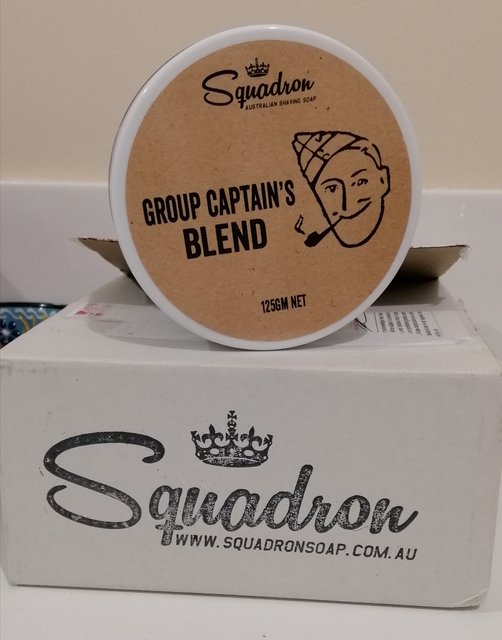 Squadron
AUSTRALIAN SHAVING SOAP
GROUP CAPTAIN'S
BLEND
125GM NET
Squadron
WWW.SQUADRONSOAP.COM.AU